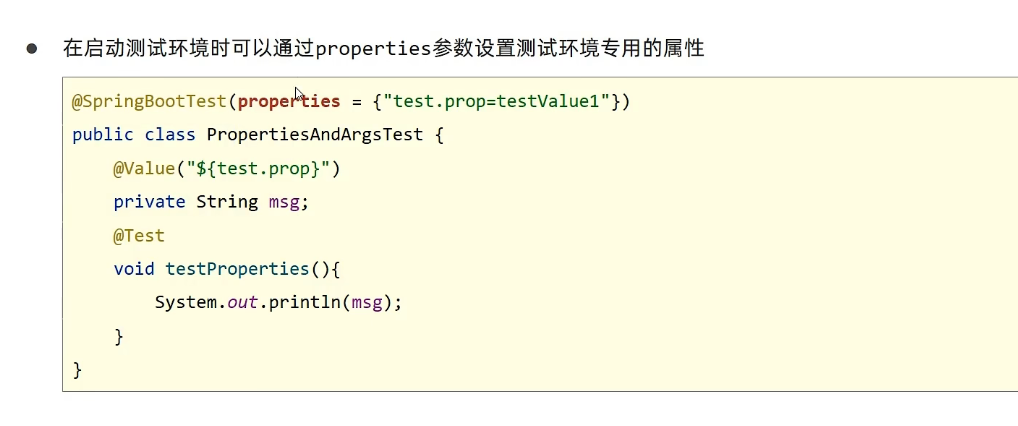 在启动测试环境时可以通过properties参数设置测试环境专用的属性
@SpringBootTest(properties = {"test.prop=testValue1"})
public class PropertiesAndArgsTest {
@Value("${test.prop}")
private String msg;
@Test
void testProperties(){
System.out.println(msg);
}
}